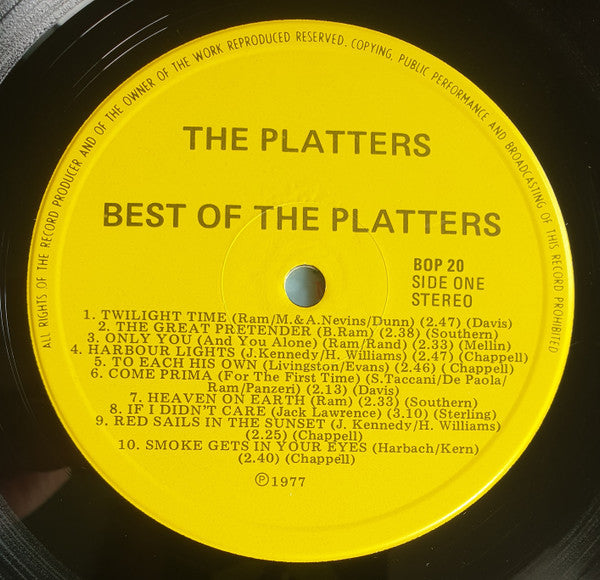 ALL RIGHTS OF THE RECORD PRODUCER AND OF THE OWNER OF THE WORK REPRODUCED RESERVED. COPYING, PUBLIC PERFORMANCE AND BROADCASTING OF THIS RECORD PROHIBITED
THE PLATTERS
BEST OF THE PLATTERS
BOP 20
SIDE ONE
STEREO
1. TWILIGHT TIME (Ram/M.&A.Nevins/Dunn) (2.47) (Davis)
2. THE GREAT PRETENDER (B.Ram) (2.38) (Southern)
3. ONLY YOU (And You Alone) (Ram/Rand) (2.33) (Mellin)
4. HARBOUR LIGHTS (J.Kennedy/H. Williams) (2.47) (Chappell)
5. TO EACH HIS OWN (Livingston/Evans) (2.46) ( Chappell)
6. COME PRIMA (For The First Time) (S.Taccani/De Paola/
Ram/Panzeri) (2.13) (Davis)
7. HEAVEN ON EARTH (Ram) (2.33) (Southern)
8. IF I DIDN'T CARE (Jack Lawrence) (3.10) (Sterling)
9. RED SAILS IN THE SUNSET (J. Kennedy/H. Williams)
(2.25) (Chappell)
10. SMOKE GETS IN YOUR EYES (Harbach/Kern)
(2.40) (Chappell)
℗1977